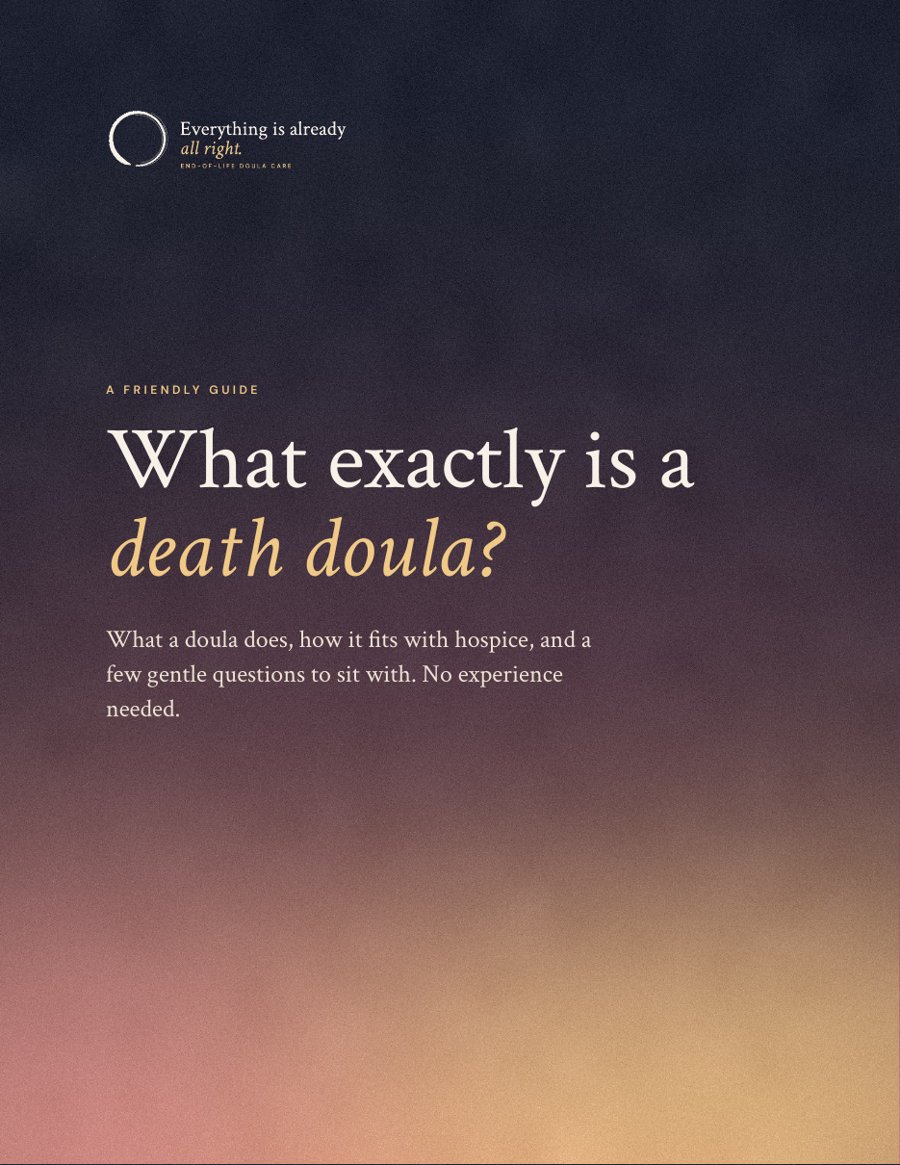 Everything is already
all right.
END-OF-LIFE DOULA CARE
A FRIENDLY GUIDE
What exactly is a
death doula?
What a doula does, how it fits with hospice, and a
few gentle questions to sit with. No experience
needed.